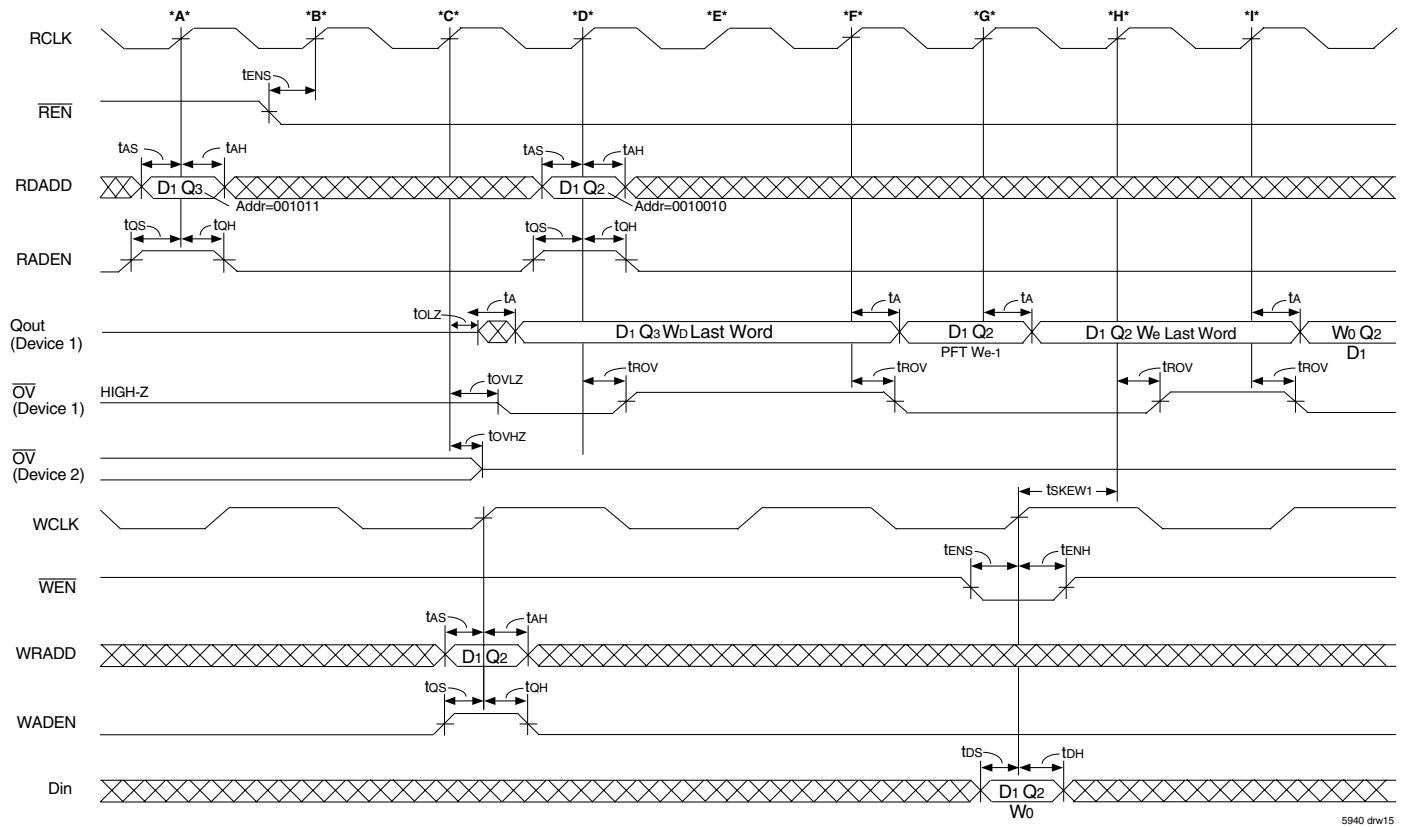 *A* *B* *C* *D* *E* *F* *G* *H* *I*
RCLK
tENS
REN
tAS tAH tAS tAH
RDADD D1 Q3 D1 Q2
Addr=001011 Addr=0010010
tQS tQH tQS tQH
RADEN
tOLZ tA tA tA tA
Qout
(Device 1)
D1 Q3 WD Last Word D1 Q2 D1 Q2 We Last Word W0 Q2
PFT We-1 D1
tOVLZ tROV tROV tROV tROV
OV
(Device 1)
HIGH-Z
tOVHZ
OV
(Device 2)
tSKEW1
WCLK
tENS tENH
WEN
tAS tAH
WRADD D1 Q2
tQS tQH
WADEN
tDS tDH
Din D1 Q2
W0
5940 drw15